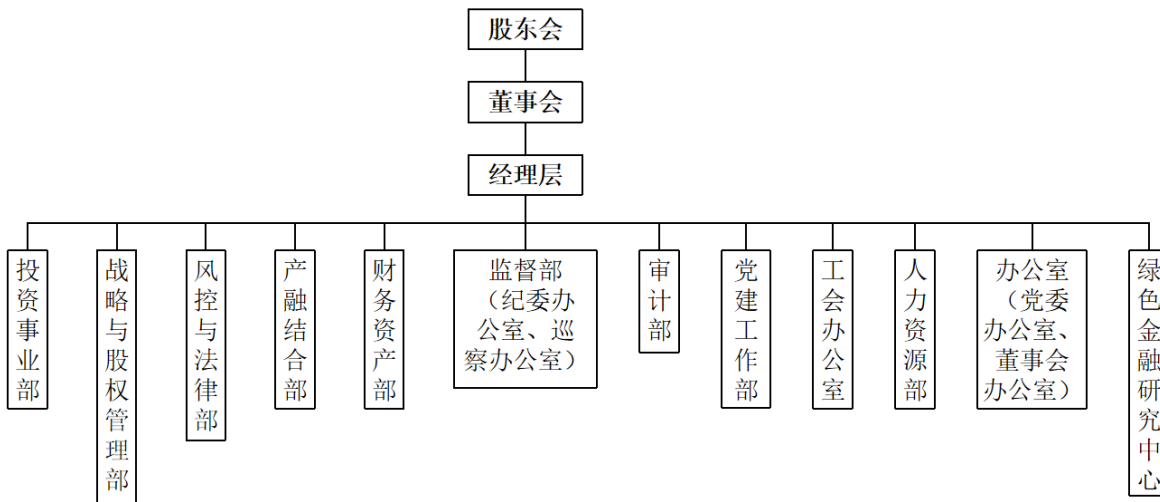 股东会
董事会
经理层
投资事业部
战略与股权管理部
风控与法律部
产融结合部
财务资产部
监督部
（纪委办
公室、巡
察办公室）
审计部
党建工作部
工会办公室
人力资源部
办公室
（党委
办公室、
董事会
办公室）
绿色金融研究中心